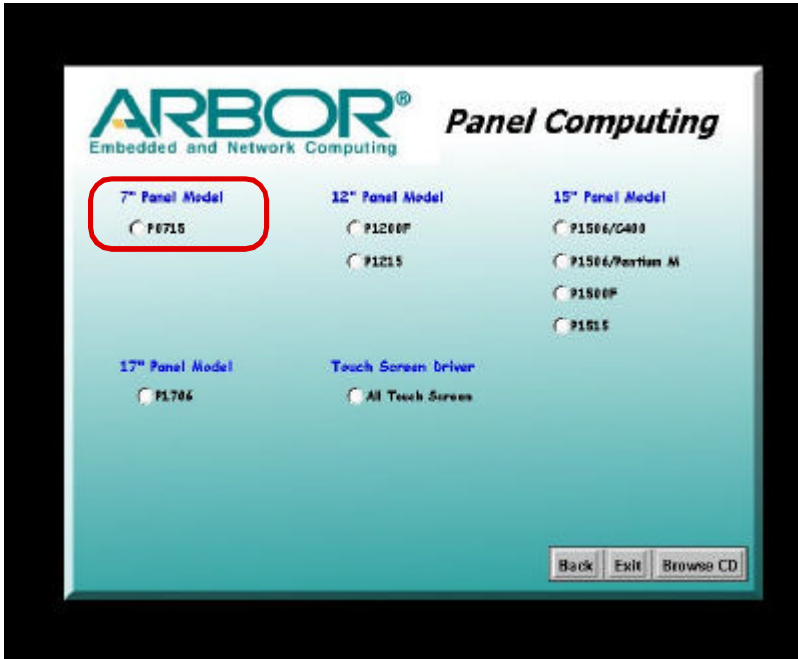 ARBOR®
Embedded and Network Computing
Panel Computing
7" Panel Model
P0715
12" Panel Model
P1200F
P1215
15" Panel Model
P1506/C400
P1506/Pentium M
P1500F
P1515
17" Panel Model
P1706
Touch Screen Driver
All Touch Screen
Back
Exit
Browse CD